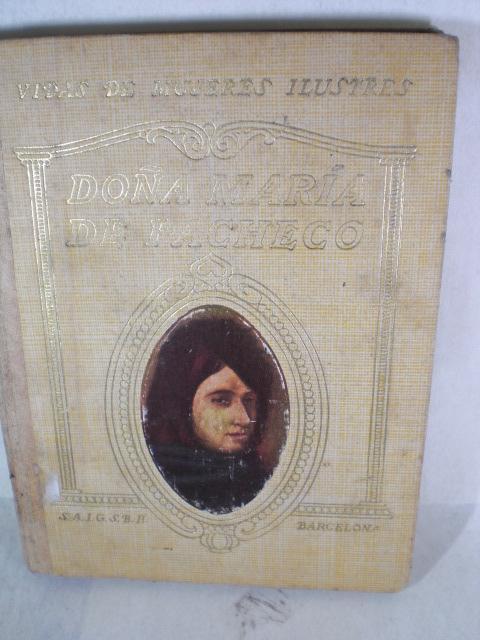 VIDAS DE MUJERES ILUSTRES
DOÑA MARÍA
DE PACHECO
S.A.I.G.S.B.H.
BARCELONA